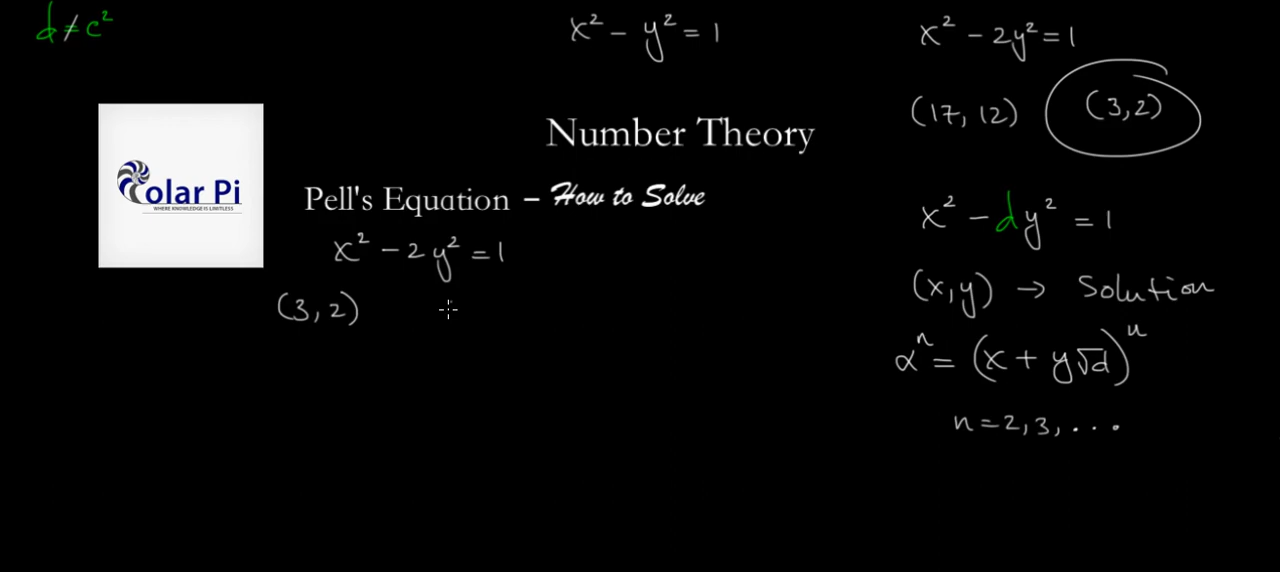 d ≠ c²
x² - y² = 1
x² - 2y² = 1
(17, 12) (3,2)
Number Theory
olar Pi
WHERE KNOWLEDGE IS LIMITLESS
Pell's Equation – How to Solve
x² - 2y² = 1
(3, 2)
x² - dy² = 1
(x,y) → Solution
αⁿ = (x + y√d)ⁿ
n = 2, 3, ...